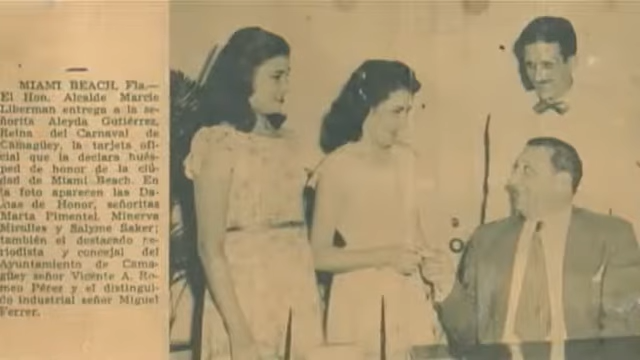 MIAMI BEACH, Fla.—
El Hon. Alcalde Marcie
Liberman entrega a la se-
ñorita Aleyda Gutiérrez,
Reina del Carnaval de
Camagüey, la tarjeta ofi-
cial que la declara hués-
ped de honor de la ciu-
dad de Miami Beach. En
la foto aparecen las Da-
mas de Honor, señoritas
Marta Pimentel, Minerva
Miralles y Salyme Saker;
también el destacado pe-
riodista y concejal del
Ayuntamiento de Cama-
güey señor Vicente A. Ro-
meu Pérez y el distingui-
do industrial señor Miguel
Ferrer.